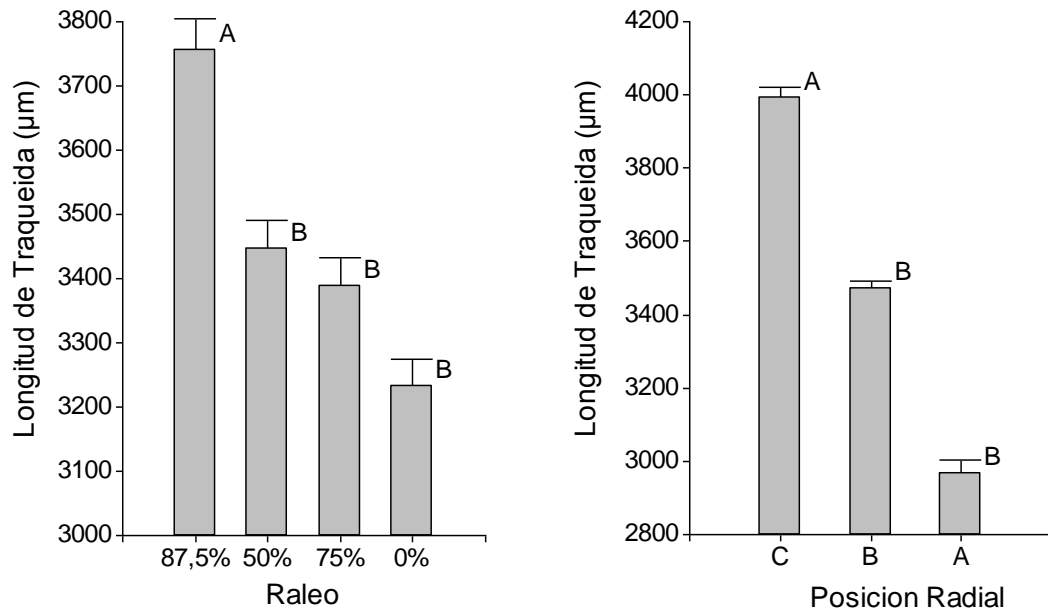 Longitud de Traqueida (µm)
3800
3700
3600
3500
3400
3300
3200
3100
3000
A
B
B
B
87,5% 50% 75% 0%
Raleo
Longitud de Traqueida (µm)
4200
4000
3800
3600
3400
3200
3000
2800
A
B
B
C B A
Posicion Radial